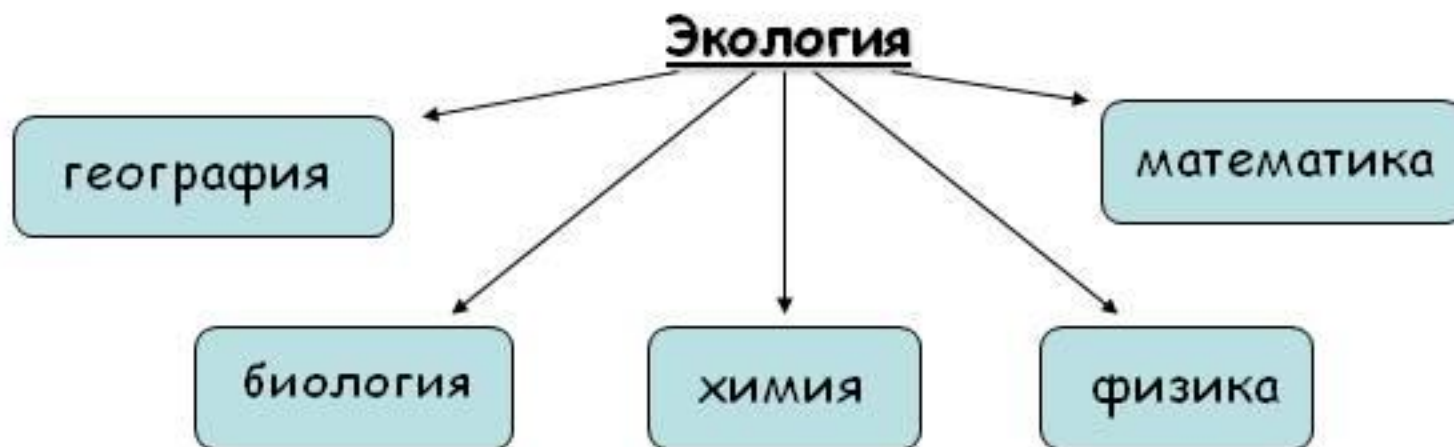 Экология
география
математика
биология
химия
физика